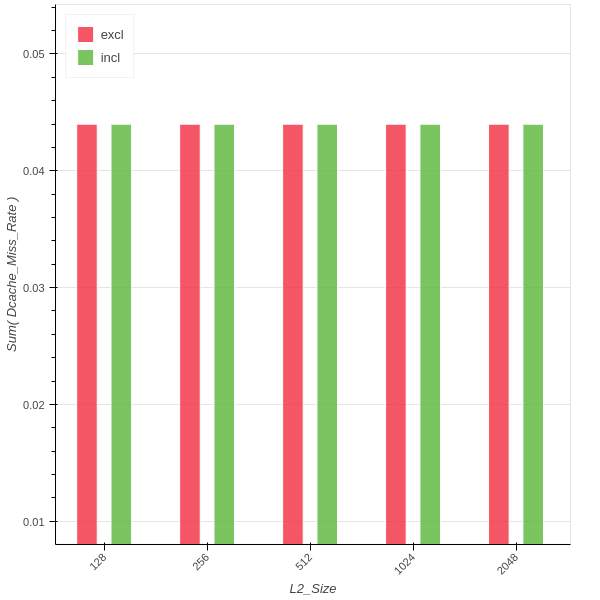 excl
incl
0.05
0.04
0.03
0.02
0.01
Sum( Dcache_Miss_Rate )
128
256
512
1024
2048
L2_Size